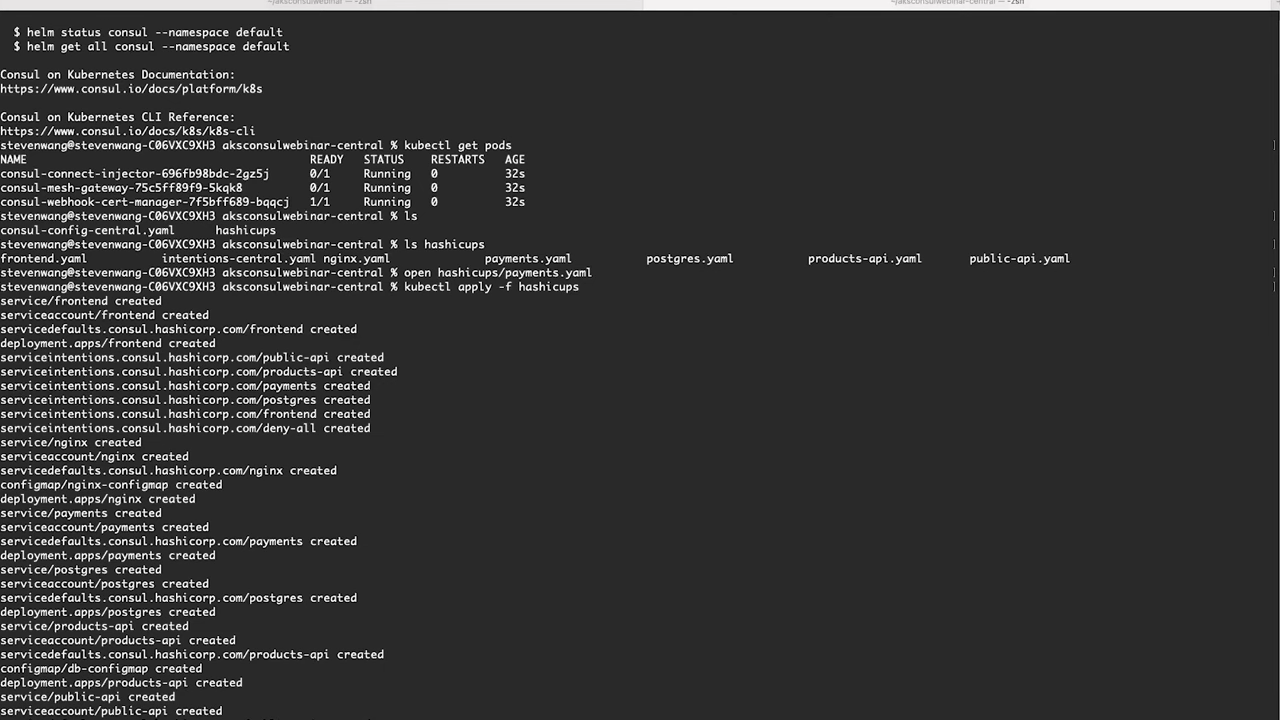 ~/aksconsulwebinar — -zsh
~/aksconsulwebinar-central — -zsh
$ helm status consul --namespace default
$ helm get all consul --namespace default
Consul on Kubernetes Documentation:
https://www.consul.io/docs/platform/k8s
Consul on Kubernetes CLI Reference:
https://www.consul.io/docs/k8s/k8s-cli
stevenwang@stevenwang-C06VXC9XH3 aksconsulwebinar-central % kubectl get pods
NAME READY STATUS RESTARTS AGE
consul-connect-injector-696fb98bdc-2gz5j 0/1 Running 0 32s
consul-mesh-gateway-75c5ff89f9-5kqk8 0/1 Running 0 32s
consul-webhook-cert-manager-7f5bff689-bqqcj 1/1 Running 0 32s
stevenwang@stevenwang-C06VXC9XH3 aksconsulwebinar-central % ls
consul-config-central.yaml hashicups
stevenwang@stevenwang-C06VXC9XH3 aksconsulwebinar-central % ls hashicups
frontend.yaml intentions-central.yaml nginx.yaml payments.yaml postgres.yaml products-api.yaml public-api.yaml
stevenwang@stevenwang-C06VXC9XH3 aksconsulwebinar-central % open hashicups/payments.yaml
stevenwang@stevenwang-C06VXC9XH3 aksconsulwebinar-central % kubectl apply -f hashicups
service/frontend created
serviceaccount/frontend created
servicedefaults.consul.hashicorp.com/frontend created
deployment.apps/frontend created
serviceintentions.consul.hashicorp.com/public-api created
serviceintentions.consul.hashicorp.com/products-api created
serviceintentions.consul.hashicorp.com/payments created
serviceintentions.consul.hashicorp.com/postgres created
serviceintentions.consul.hashicorp.com/frontend created
serviceintentions.consul.hashicorp.com/deny-all created
service/nginx created
serviceaccount/nginx created
servicedefaults.consul.hashicorp.com/nginx created
configmap/nginx-configmap created
deployment.apps/nginx created
service/payments created
serviceaccount/payments created
servicedefaults.consul.hashicorp.com/payments created
deployment.apps/payments created
service/postgres created
serviceaccount/postgres created
servicedefaults.consul.hashicorp.com/postgres created
deployment.apps/postgres created
service/products-api created
serviceaccount/products-api created
servicedefaults.consul.hashicorp.com/products-api created
configmap/db-configmap created
deployment.apps/products-api created
service/public-api created
serviceaccount/public-api created